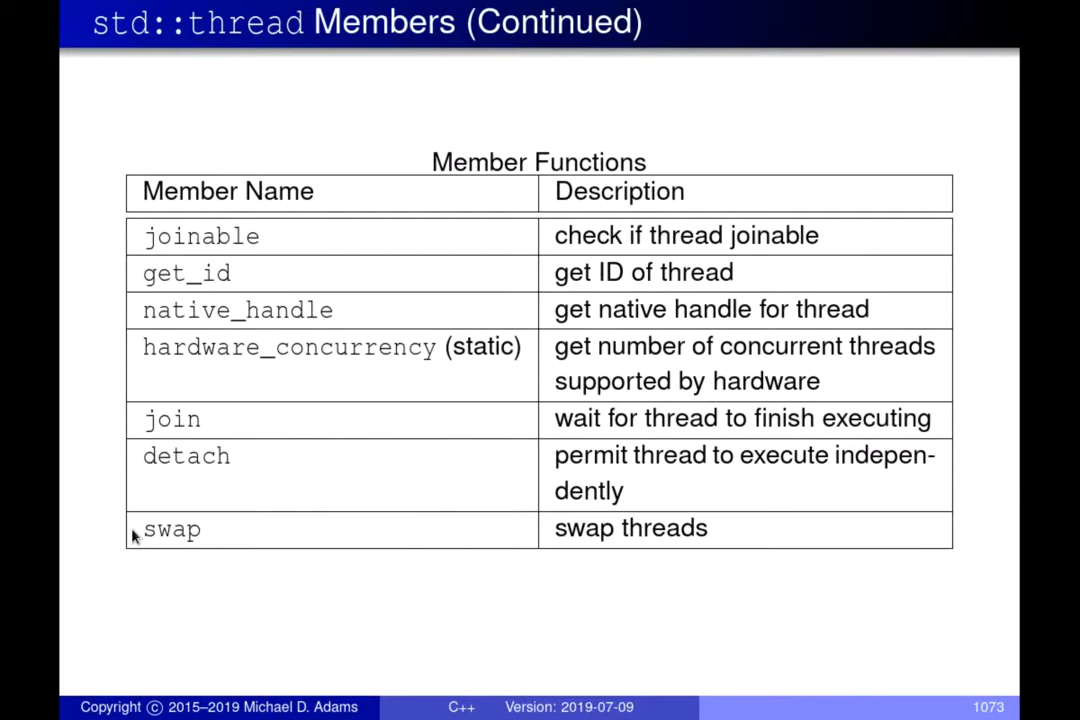 std::thread Members (Continued)
Member Functions
Member Name Description
joinable check if thread joinable
get_id get ID of thread
native_handle get native handle for thread
hardware_concurrency (static) get number of concurrent threads
supported by hardware
join wait for thread to finish executing
detach permit thread to execute indepen-
dently
swap swap threads
Copyright © 2015–2019 Michael D. Adams C++ Version: 2019-07-09 1073